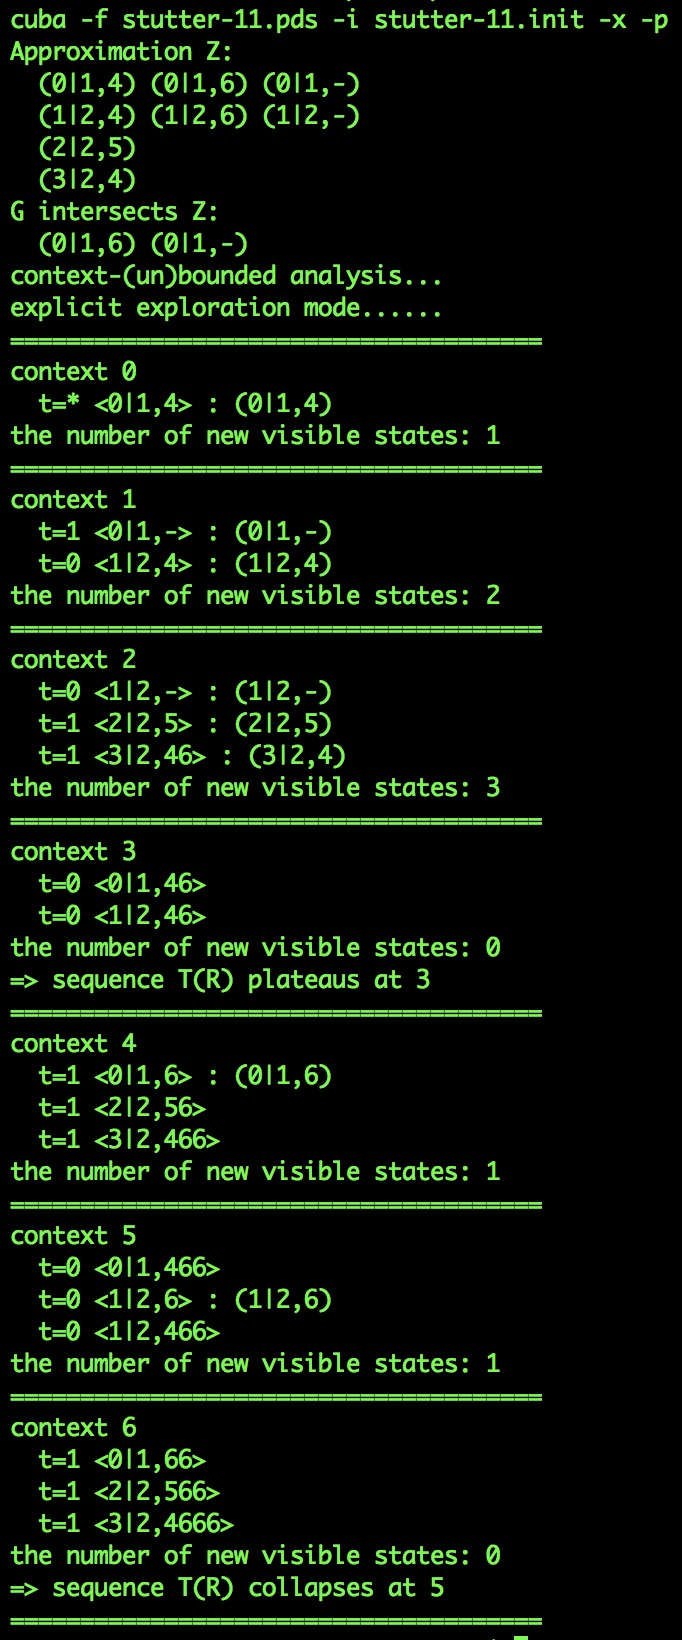 cuba -f stutter-11.pds -i stutter-11.init -x -p
Approximation Z:
  (0|1,4) (0|1,6) (0|1,-)
  (1|2,4) (1|2,6) (1|2,-)
  (2|2,5)
  (3|2,4)
G intersects Z:
  (0|1,6) (0|1,-)
context-(un)bounded analysis...
explicit exploration mode......
======================================
context 0
  t=* <0|1,4> : (0|1,4)
the number of new visible states: 1
======================================
context 1
  t=1 <0|1,-> : (0|1,-)
  t=0 <1|2,4> : (1|2,4)
the number of new visible states: 2
======================================
context 2
  t=0 <1|2,-> : (1|2,-)
  t=1 <2|2,5> : (2|2,5)
  t=1 <3|2,46> : (3|2,4)
the number of new visible states: 3
======================================
context 3
  t=0 <0|1,46>
  t=0 <1|2,46>
the number of new visible states: 0
=> sequence T(R) plateaus at 3
======================================
context 4
  t=1 <0|1,6> : (0|1,6)
  t=1 <2|2,56>
  t=1 <3|2,466>
the number of new visible states: 1
======================================
context 5
  t=0 <0|1,466>
  t=0 <1|2,6> : (1|2,6)
  t=0 <1|2,466>
the number of new visible states: 1
======================================
context 6
  t=1 <0|1,66>
  t=1 <2|2,566>
  t=1 <3|2,4666>
the number of new visible states: 0
=> sequence T(R) collapses at 5
======================================